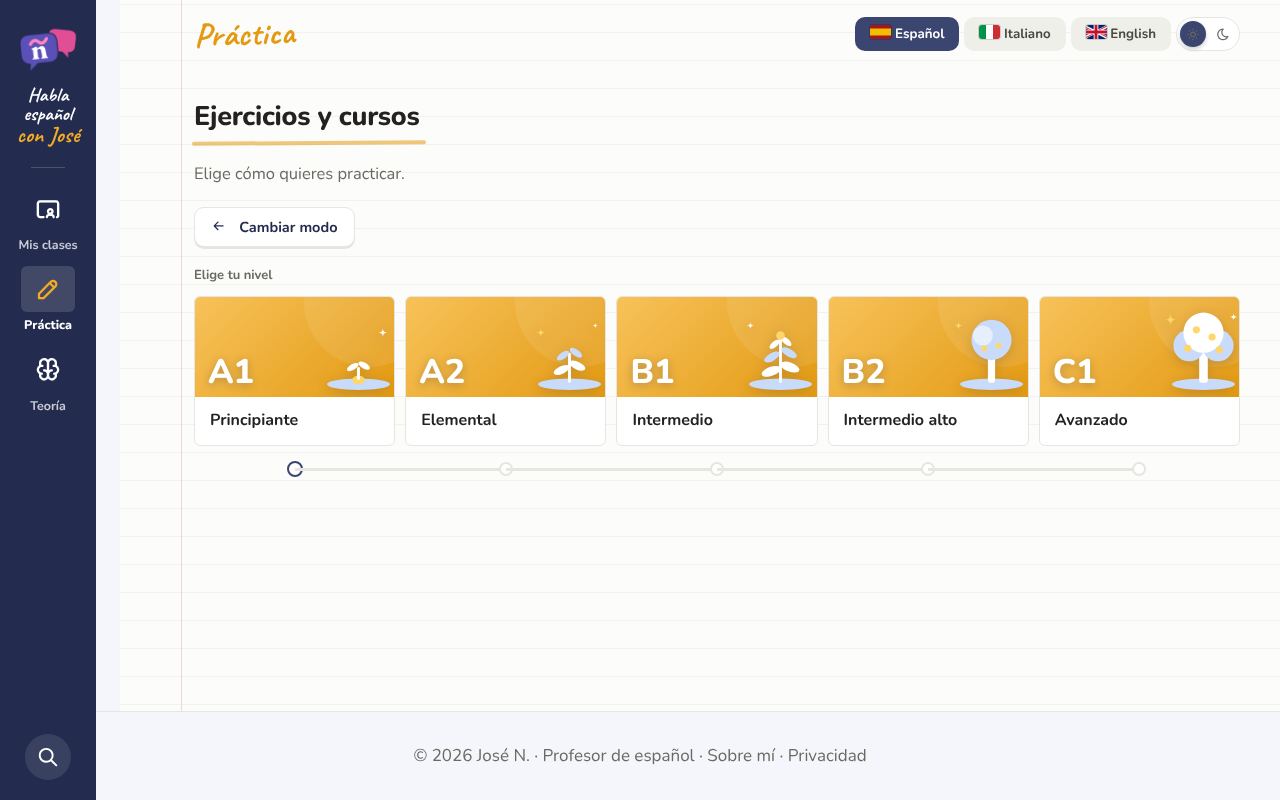 ñ
Habla
español
con José
Mis clases
Práctica
Teoría
Práctica
Español
Italiano
English
Ejercicios y cursos
Elige cómo quieres practicar.
← Cambiar modo
Elige tu nivel
A1
Principiante
A2
Elemental
B1
Intermedio
B2
Intermedio alto
C1
Avanzado
© 2026 José N. · Profesor de español · Sobre mí · Privacidad